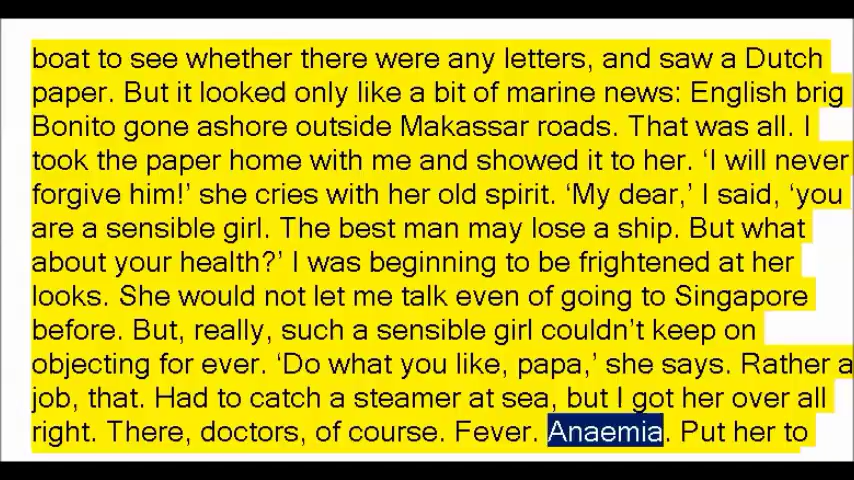 boat to see whether there were any letters, and saw a Dutch
paper. But it looked only like a bit of marine news: English brig
Bonito gone ashore outside Makassar roads. That was all. I
took the paper home with me and showed it to her. ‘I will never
forgive him!’ she cries with her old spirit. ‘My dear,’ I said, ‘you
are a sensible girl. The best man may lose a ship. But what
about your health?’ I was beginning to be frightened at her
looks. She would not let me talk even of going to Singapore
before. But, really, such a sensible girl couldn’t keep on
objecting for ever. ‘Do what you like, papa,’ she says. Rather a
job, that. Had to catch a steamer at sea, but I got her over all
right. There, doctors, of course. Fever. Anaemia. Put her to